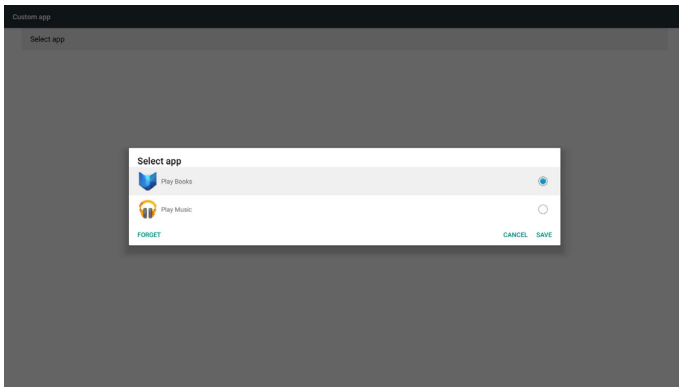 Custom app
Select app
Select app
Play Books
Play Music
FORGET CANCEL SAVE